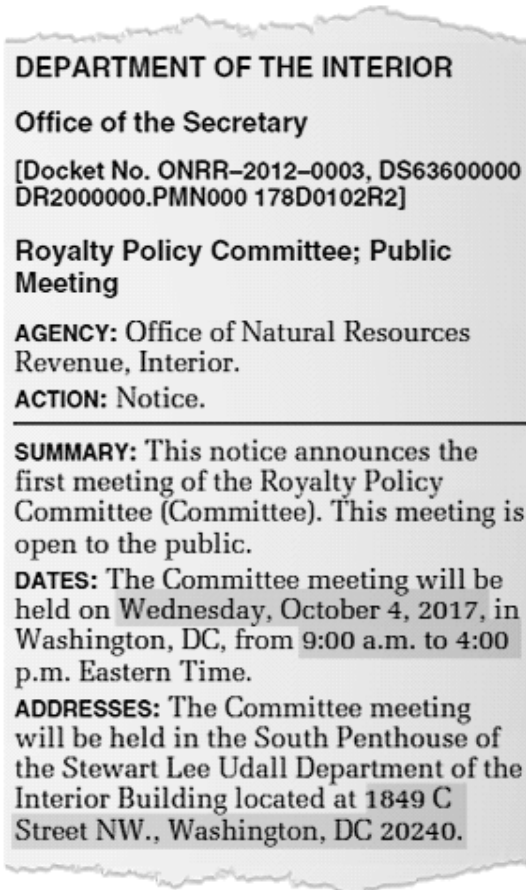 DEPARTMENT OF THE INTERIOR
Office of the Secretary
[Docket No. ONRR–2012–0003, DS63600000
DR2000000.PMN000 178D0102R2]
Royalty Policy Committee; Public
Meeting
AGENCY: Office of Natural Resources
Revenue, Interior.
ACTION: Notice.
SUMMARY: This notice announces the
first meeting of the Royalty Policy
Committee (Committee). This meeting is
open to the public.
DATES: The Committee meeting will be
held on Wednesday, October 4, 2017, in
Washington, DC, from 9:00 a.m. to 4:00
p.m. Eastern Time.
ADDRESSES: The Committee meeting
will be held in the South Penthouse of
the Stewart Lee Udall Department of the
Interior Building located at 1849 C
Street NW., Washington, DC 20240.